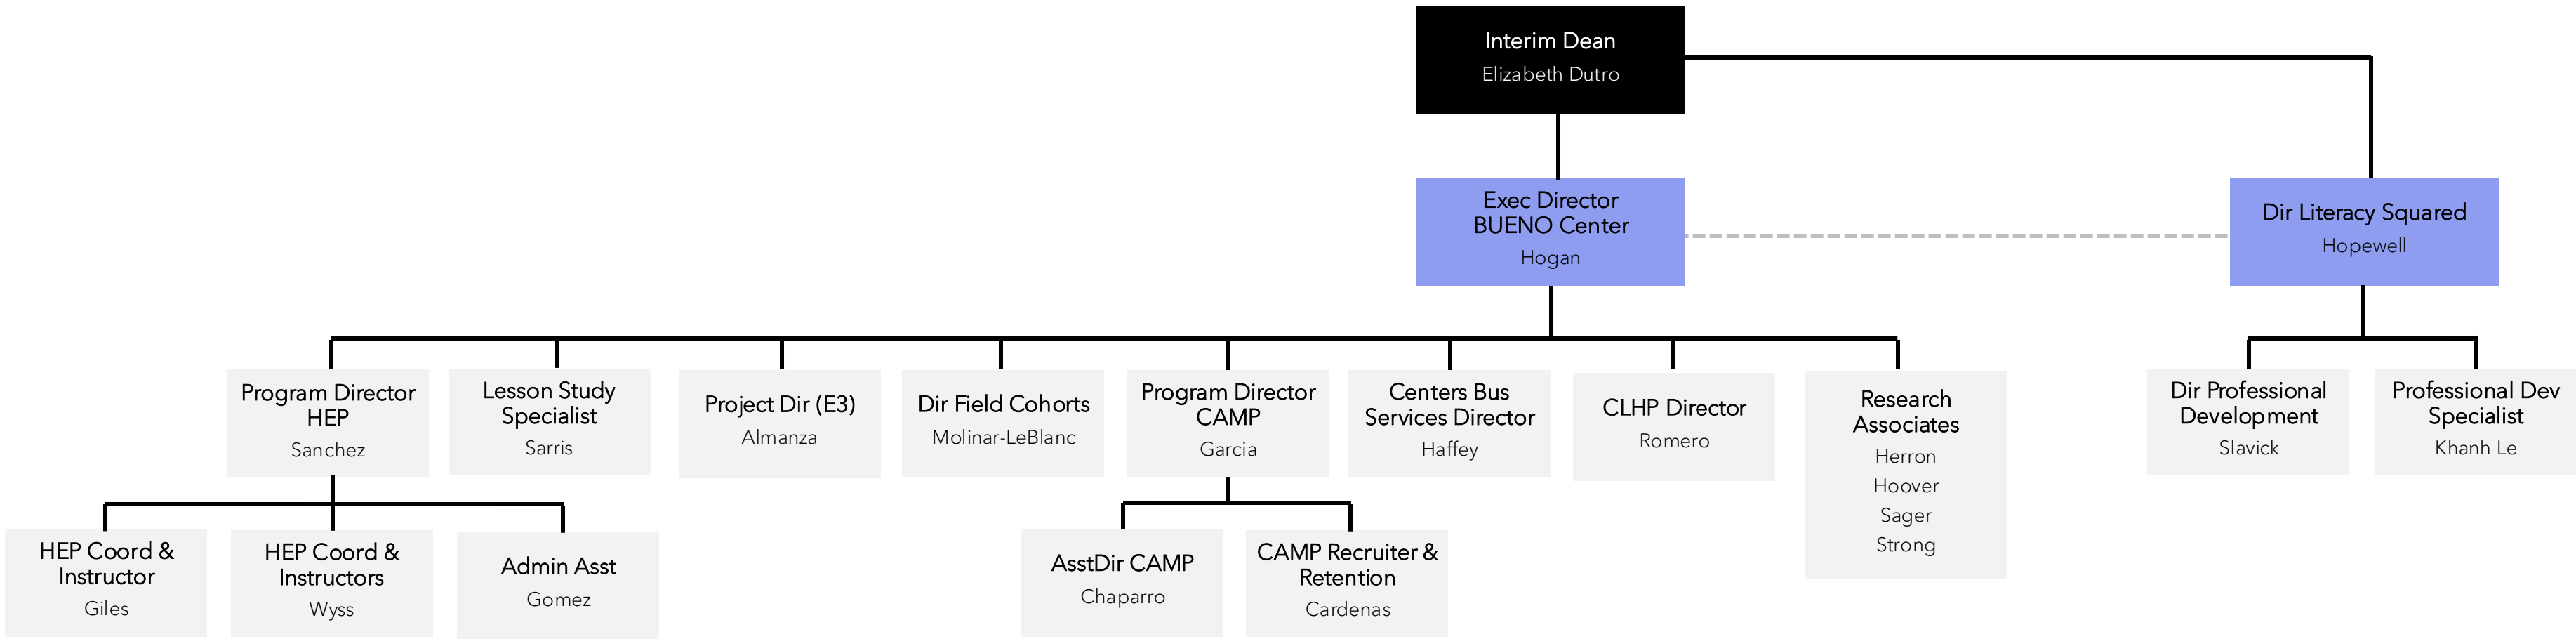 Interim Dean
Elizabeth Dutro
Exec Director
BUENO Center
Hogan
Dir Literacy Squared
Hopewell
Program Director
HEP
Sanchez
Lesson Study
Specialist
Sarris
Project Dir (E3)
Almanza
Dir Field Cohorts
Molinar-LeBlanc
Program Director
CAMP
Garcia
Centers Bus
Services Director
Haffey
CLHP Director
Romero
Research
Associates
Herron
Hoover
Sager
Strong
Dir Professional
Development
Slavick
Professional Dev
Specialist
Khanh Le
HEP Coord &
Instructor
Giles
HEP Coord &
Instructors
Wyss
Admin Asst
Gomez
AsstDir CAMP
Chaparro
CAMP Recruiter &
Retention
Cardenas